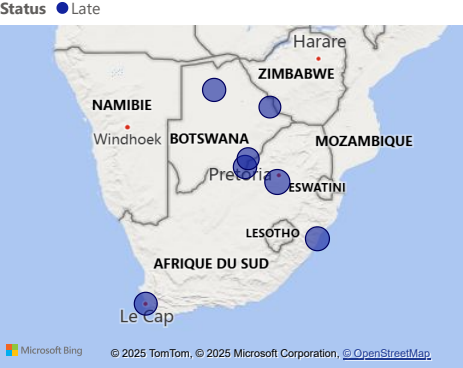 Status Late
Harare
ZIMBABWE
NAMIBIE
Windhoek
BOTSWANA
MOZAMBIQUE
Pretoria
ESWATINI
LESOTHO
AFRIQUE DU SUD
Le Cap
Microsoft Bing
© 2025 TomTom, © 2025 Microsoft Corporation, © OpenStreetMap